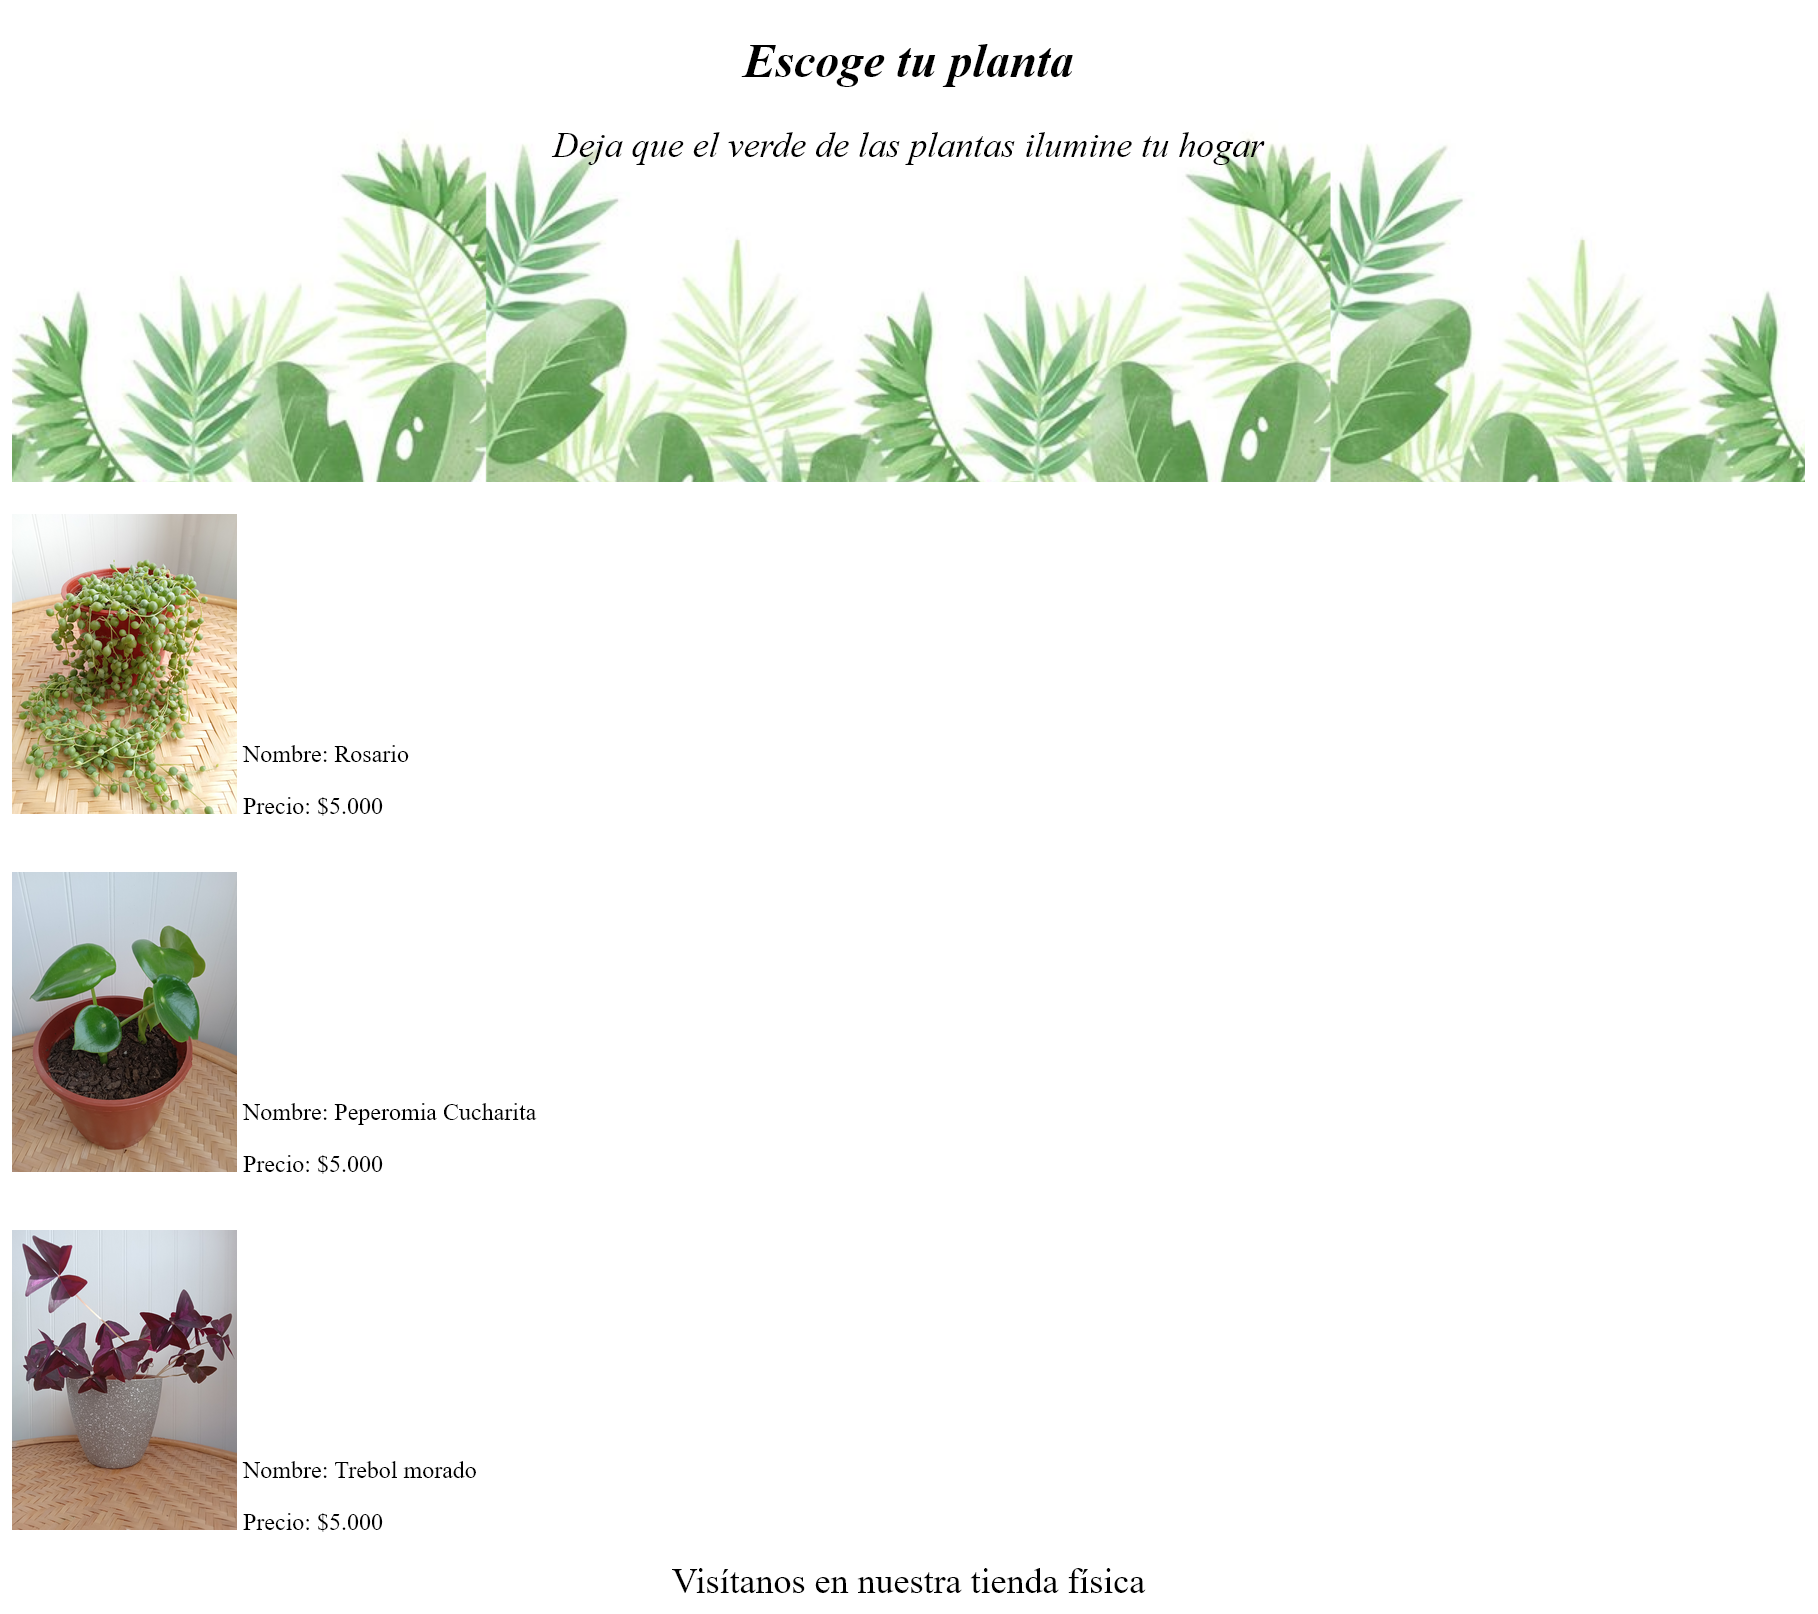 Escoge tu planta
Deja que el verde de las plantas ilumine tu hogar
Nombre: Rosario
Precio: $5.000
Nombre: Peperomia Cucharita
Precio: $5.000
Nombre: Trebol morado
Precio: $5.000
Visítanos en nuestra tienda física